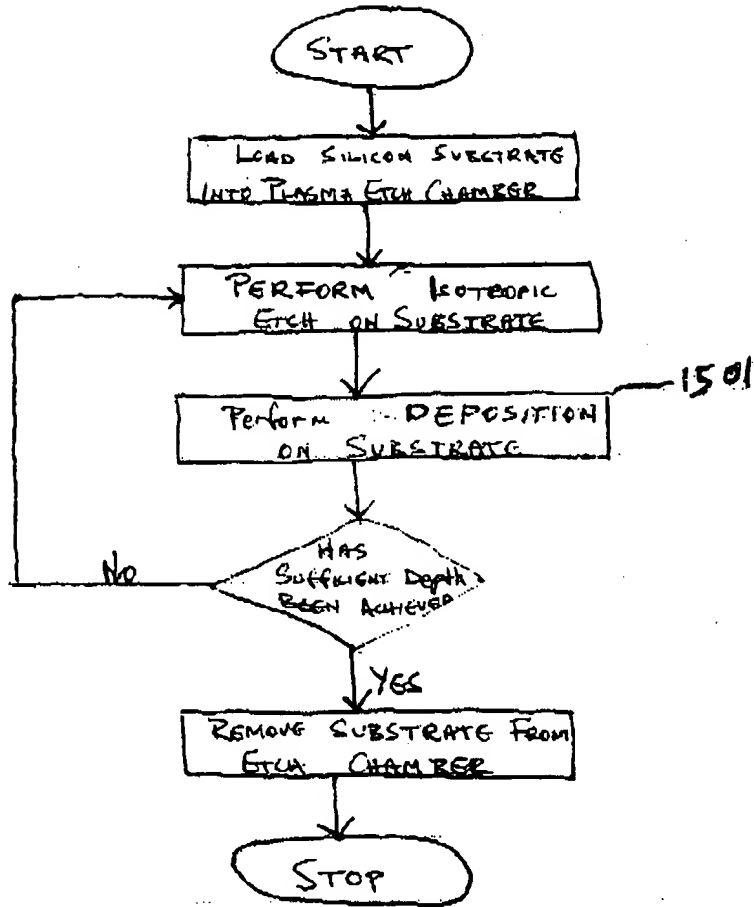 START
LOAD SILICON SUBSTRATE
INTO PLASMA ETCH CHAMBER
PERFORM ISOTROPIC
ETCH ON SUBSTRATE
1501
Perform DEPOSITION
ON SUBSTRATE
HAS
SUFFICIENT Depth
BEEN ACHIEVED
No
YES
REMOVE SUBSTRATE FROM
ETCH CHAMBER
STOP